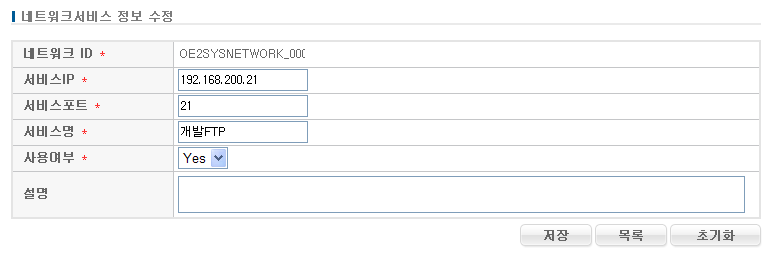 네트워크서비스 정보 수정
네트워크 ID *
OE2SYSNETWORK_000
서비스IP *
192.168.200.21
서비스포트 *
21
서비스명 *
개발FTP
사용여부 *
Yes
설명
저장 목록 초기화